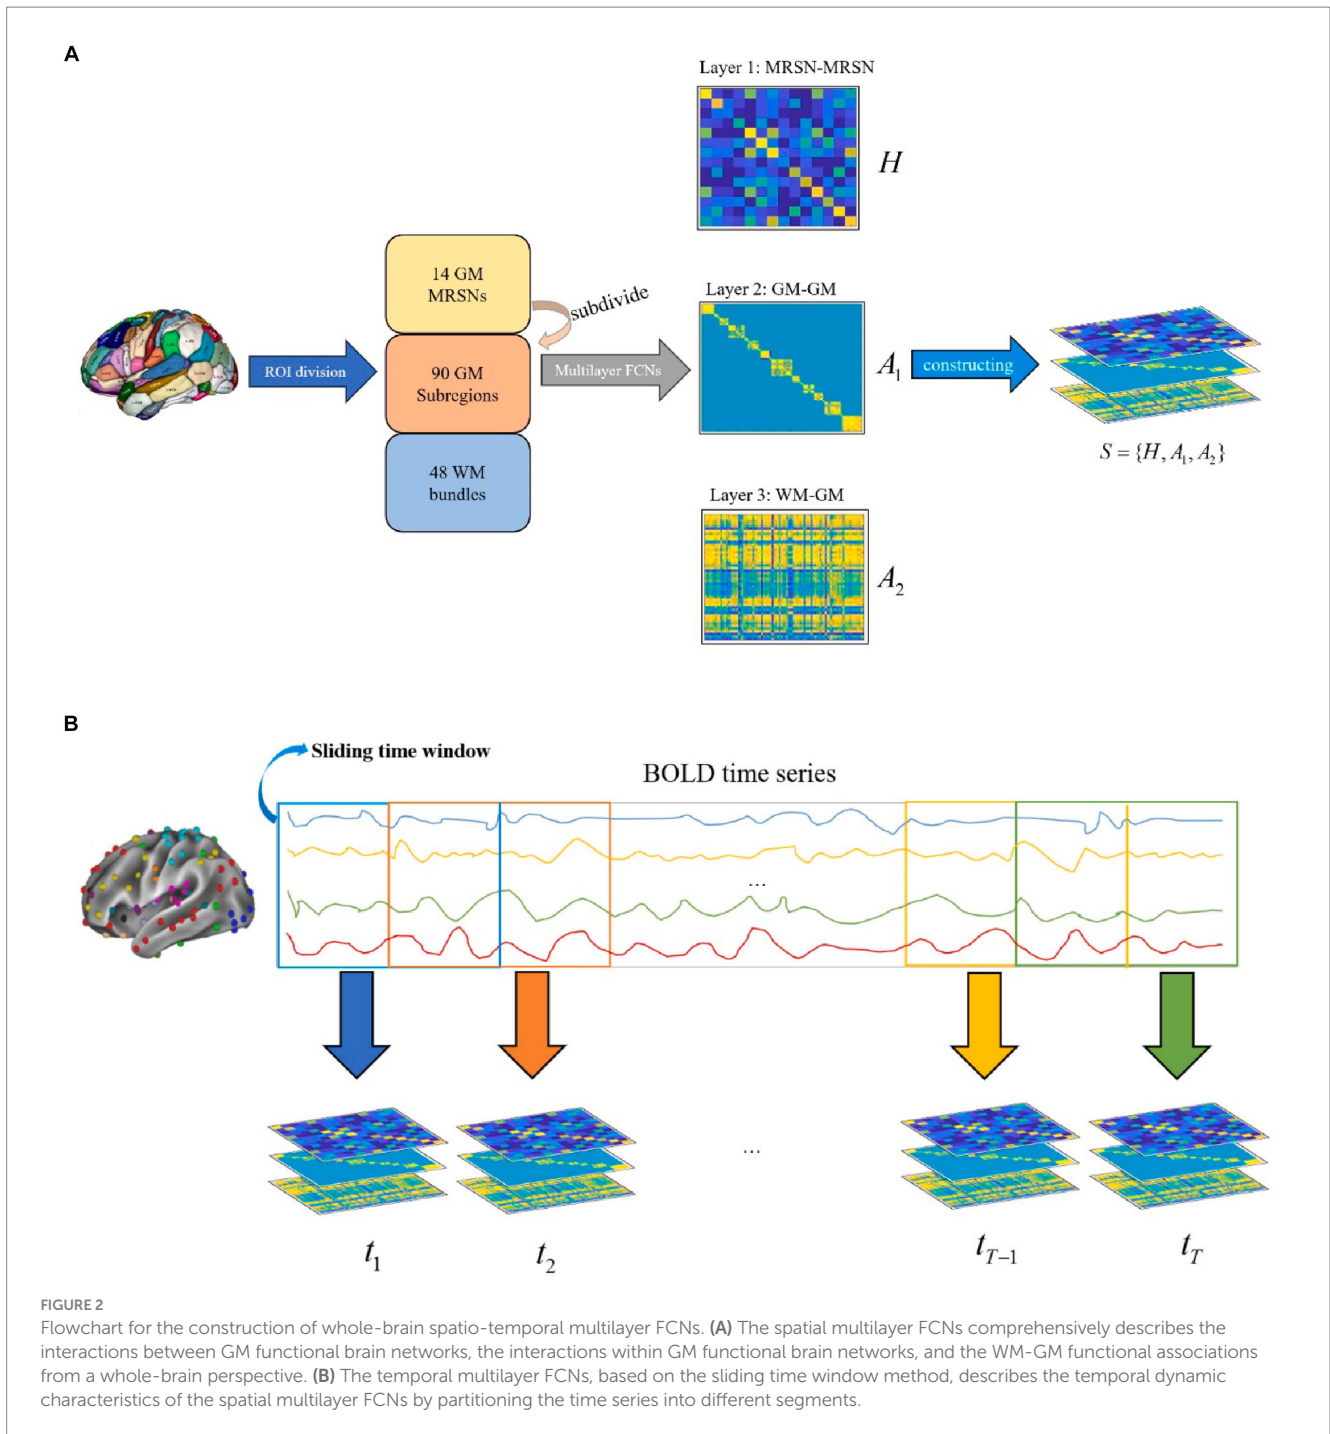 A
Layer 1: MRSN-MRSN
H
14 GM
MRSNs
subdivide
Layer 2: GM-GM
ROI division
90 GM
Subregions
Multilayer FCNs
A1
constructing
S = {H, A1, A2}
48 WM
bundles
Layer 3: WM-GM
A2
B
Sliding time window
BOLD time series
...
...
t1
t2
tT−1
tT
FIGURE 2
Flowchart for the construction of whole-brain spatio-temporal multilayer FCNs. (A) The spatial multilayer FCNs comprehensively describes the
interactions between GM functional brain networks, the interactions within GM functional brain networks, and the WM-GM functional associations
from a whole-brain perspective. (B) The temporal multilayer FCNs, based on the sliding time window method, describes the temporal dynamic
characteristics of the spatial multilayer FCNs by partitioning the time series into different segments.